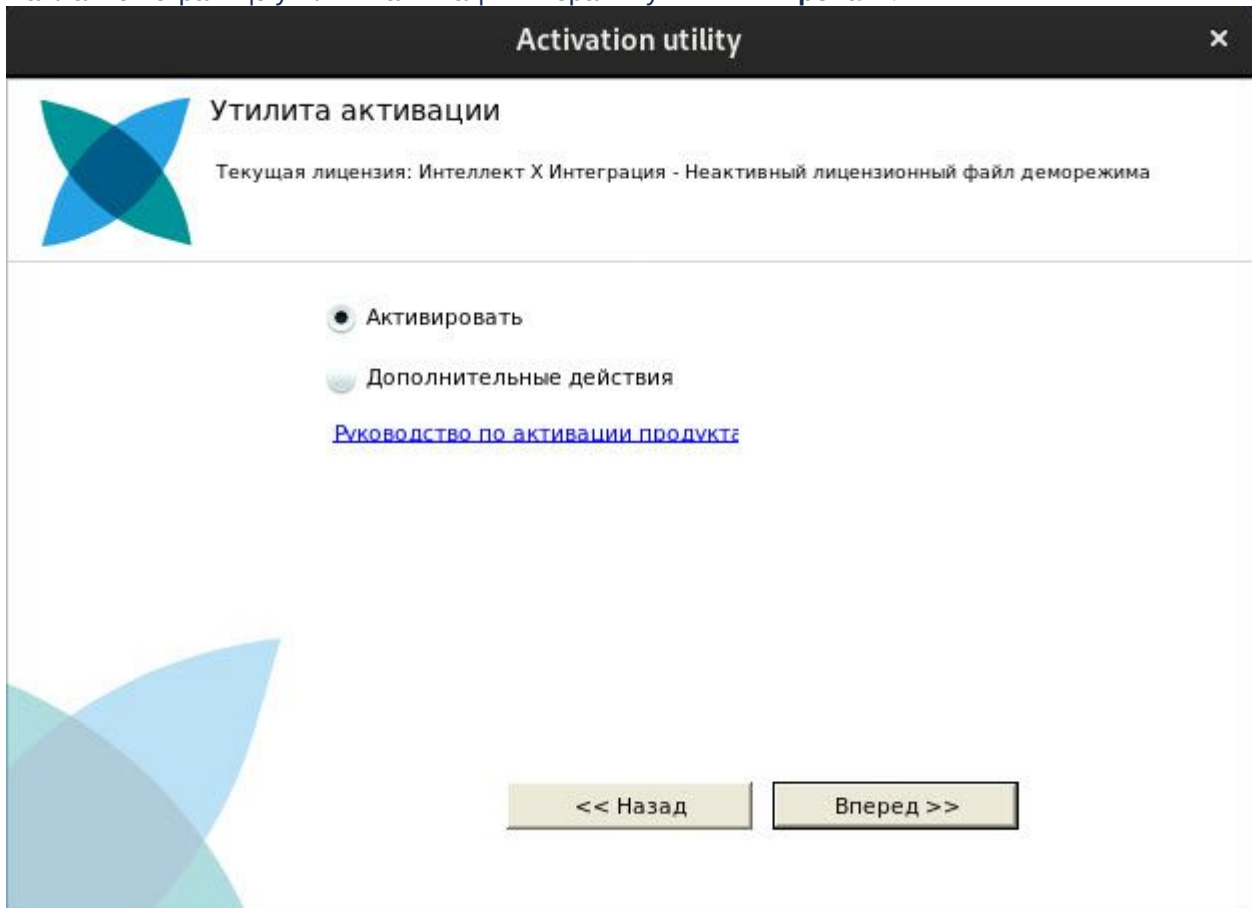 Activation utility
×
Утилита активации
Текущая лицензия: Интеллект X Интеграция - Неактивный лицензионный файл деморежима
Активировать
Дополнительные действия
Руководство по активации продукта
<< Назад
Вперед >>